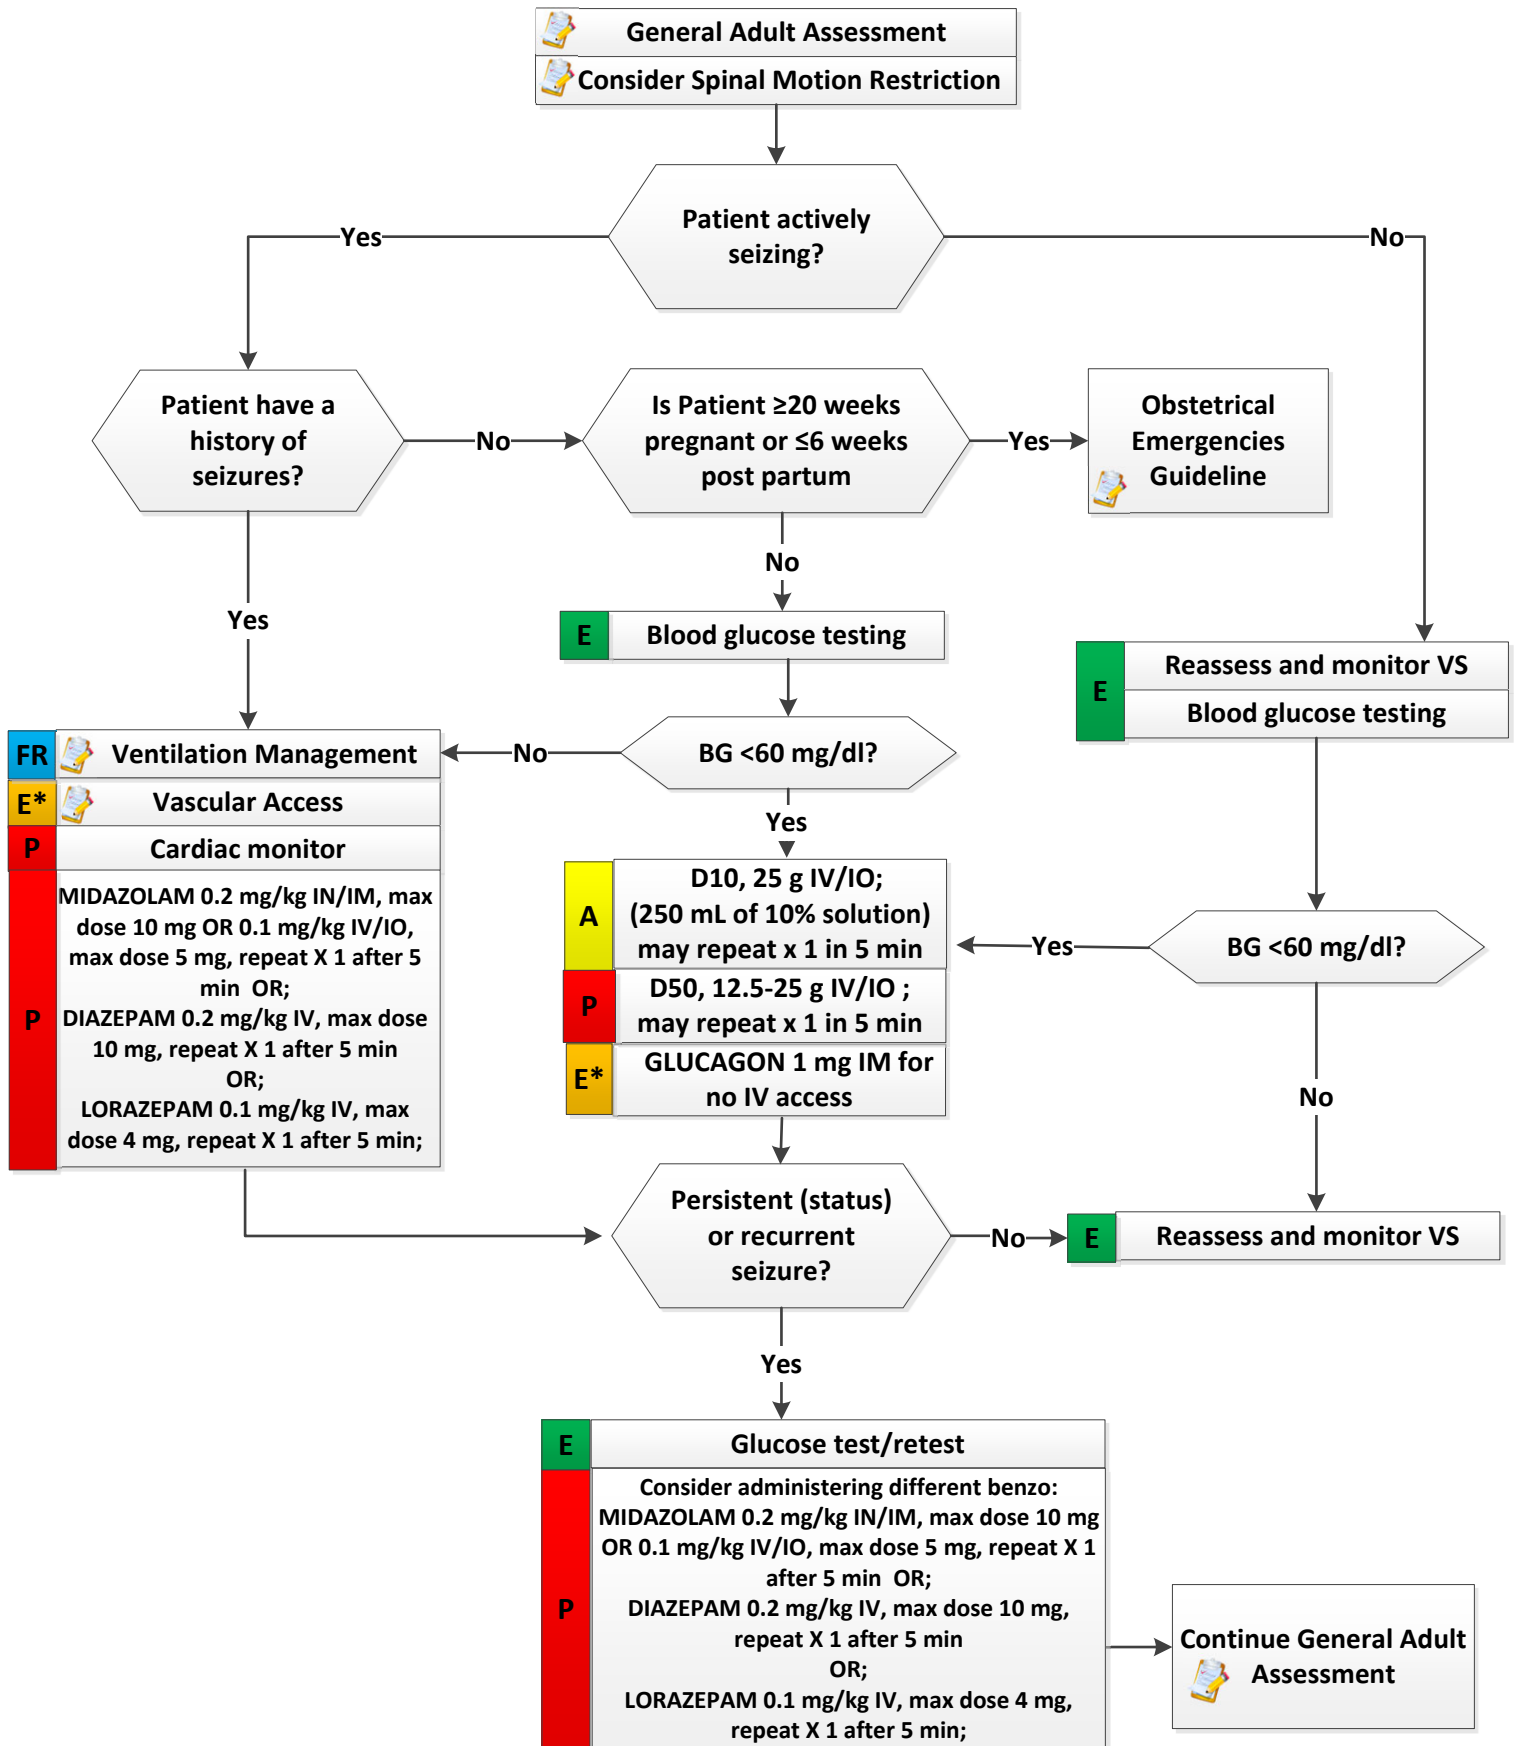 General Adult Assessment
Consider Spinal Motion Restriction
Patient actively
seizing?
Yes
No
Patient have a
history of
seizures?
No
Is Patient ≥20 weeks
pregnant or ≤6 weeks
post partum
Yes
Obstetrical
Emergencies
Guideline
No
Yes
E
Blood glucose testing
E
Reassess and monitor VS
Blood glucose testing
FR
Ventilation Management
E*
Vascular Access
P
Cardiac monitor
P
MIDAZOLAM 0.2 mg/kg IN/IM, max
dose 10 mg OR 0.1 mg/kg IV/IO,
max dose 5 mg, repeat X 1 after 5
min OR;
DIAZEPAM 0.2 mg/kg IV, max dose
10 mg, repeat X 1 after 5 min
OR;
LORAZEPAM 0.1 mg/kg IV, max
dose 4 mg, repeat X 1 after 5 min;
No
BG <60 mg/dl?
Yes
A
D10, 25 g IV/IO;
(250 mL of 10% solution)
may repeat x 1 in 5 min
P
D50, 12.5-25 g IV/IO ;
may repeat x 1 in 5 min
E*
GLUCAGON 1 mg IM for
no IV access
Yes
BG <60 mg/dl?
No
Persistent (status)
or recurrent
seizure?
No
E
Reassess and monitor VS
Yes
E
Glucose test/retest
P
Consider administering different benzo:
MIDAZOLAM 0.2 mg/kg IN/IM, max dose 10 mg
OR 0.1 mg/kg IV/IO, max dose 5 mg, repeat X 1
after 5 min OR;
DIAZEPAM 0.2 mg/kg IV, max dose 10 mg,
repeat X 1 after 5 min
OR;
LORAZEPAM 0.1 mg/kg IV, max dose 4 mg,
repeat X 1 after 5 min;
Continue General Adult
Assessment